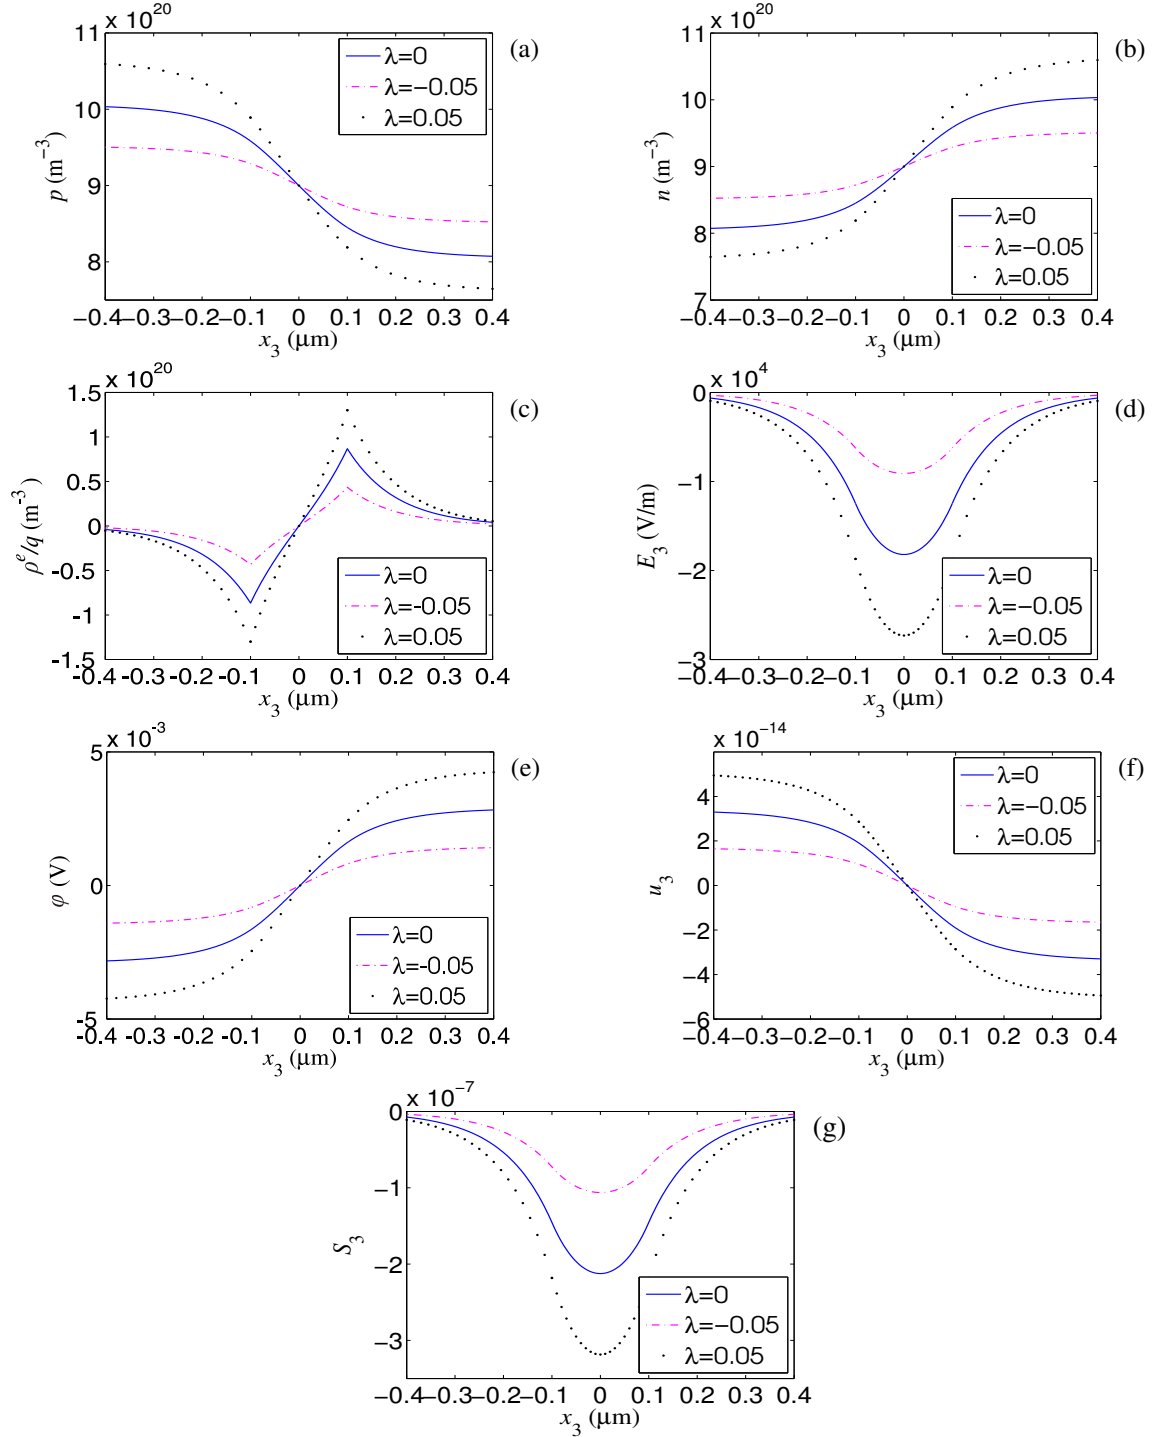 11 x 10^20
10
9
8
p (m^−3)
−0.4 −0.3 −0.2 −0.1 0 0.1 0.2 0.3 0.4
x_3 (μm)
λ=0
λ=−0.05
λ=0.05
(a)
11 x 10^20
10
9
8
7
n (m^−3)
−0.4 −0.3 −0.2 −0.1 0 0.1 0.2 0.3 0.4
x_3 (μm)
λ=0
λ=−0.05
λ=0.05
(b)
1.5 x 10^20
1
0.5
0
-0.5
-1
-1.5
ρ^e/q (m^-3)
-0.4 -0.3 -0.2 -0.1 0 0.1 0.2 0.3 0.4
x_3 (μm)
λ=0
λ=-0.05
λ=0.05
(c)
0 x 10^4
−1
−2
−3
E_3 (V/m)
−0.4 −0.3 −0.2 −0.1 0 0.1 0.2 0.3 0.4
x_3 (μm)
λ=0
λ=−0.05
λ=0.05
(d)
5 x 10^-3
0
-5
φ (V)
-0.4 -0.3 -0.2 -0.1 0 0.1 0.2 0.3 0.4
x_3 (μm)
λ=0
λ=-0.05
λ=0.05
(e)
x 10^−14
4
2
0
−2
−4
−6
u_3
−0.4 −0.3 −0.2 −0.1 0 0.1 0.2 0.3 0.4
x_3 (μm)
λ=0
λ=−0.05
λ=0.05
(f)
0 x 10^−7
−1
−2
−3
S_3
−0.4 −0.3 −0.2 −0.1 0 0.1 0.2 0.3 0.4
x_3 (μm)
λ=0
λ=−0.05
λ=0.05
(g)